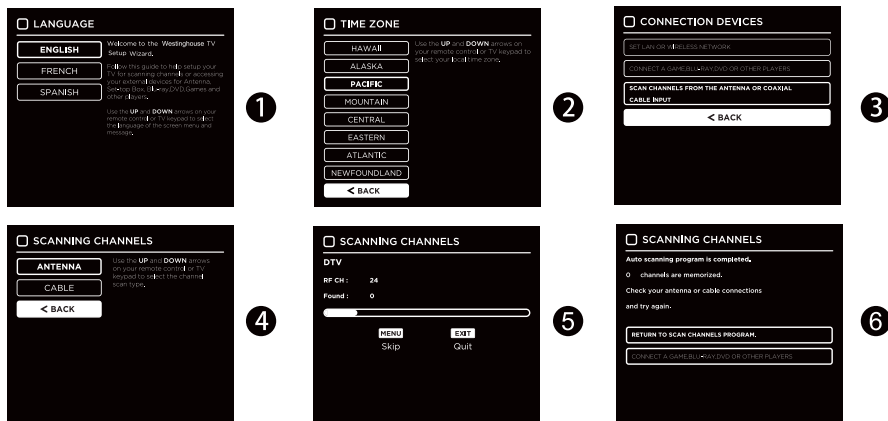 LANGUAGE
ENGLISH
FRENCH
SPANISH
Welcome to the Westinghouse TV
Setup Wizard.
Follow this guide to help setup your
TV for scanning channels or accessing
your external devices for Antenna,
Set-top Box, Blu-ray,DVD,Games and
other players.
Use the UP and DOWN arrows on your
remote control or TV keypad to select
the language of the screen menu and
message.
1
TIME ZONE
HAWAII
ALASKA
PACIFIC
MOUNTAIN
CENTRAL
EASTERN
ATLANTIC
NEWFOUNDLAND
< BACK
Use the UP and DOWN arrows on
your remote control or TV keypad to
select your local time zone.
2
CONNECTION DEVICES
SET LAN OR WIRELESS NETWORK
CONNECT A GAME,BLU-RAY,DVD OR OTHER PLAYERS
SCAN CHANNELS FROM THE ANTENNA OR COAXIAL
CABLE INPUT
< BACK
3
SCANNING CHANNELS
ANTENNA
CABLE
< BACK
Use the UP and DOWN arrows
on your remote control or TV
keypad to select the channel
scan type.
4
SCANNING CHANNELS
DTV
RF CH : 24
Found : 0
MENU EXIT
Skip Quit
5
SCANNING CHANNELS
Auto scanning program is completed.
0 channels are memorized.
Check your antenna or cable connections
and try again.
RETURN TO SCAN CHANNELS PROGRAM.
CONNECT A GAME,BLU-RAY,DVD OR OTHER PLAYERS
6